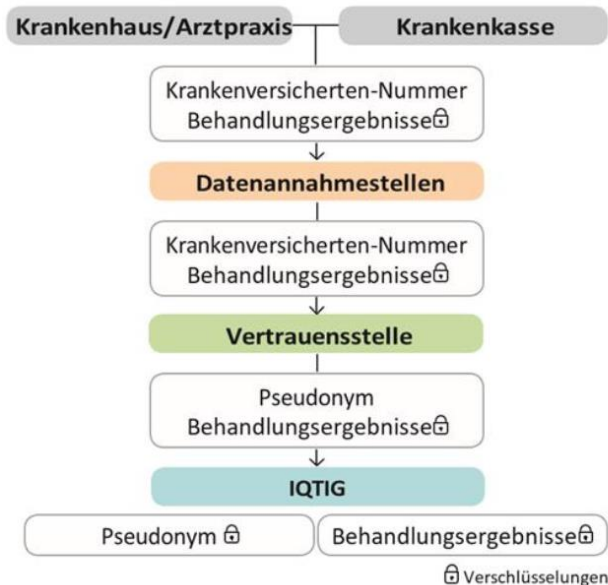 Krankenhaus/Arztpraxis
Krankenkasse
Krankenversicherten-Nummer
Behandlungsergebnisse
Datenannahmestellen
Krankenversicherten-Nummer
Behandlungsergebnisse
Vertrauensstelle
Pseudonym
Behandlungsergebnisse
IQTIG
Pseudonym
Behandlungsergebnisse
Verschlüsselungen